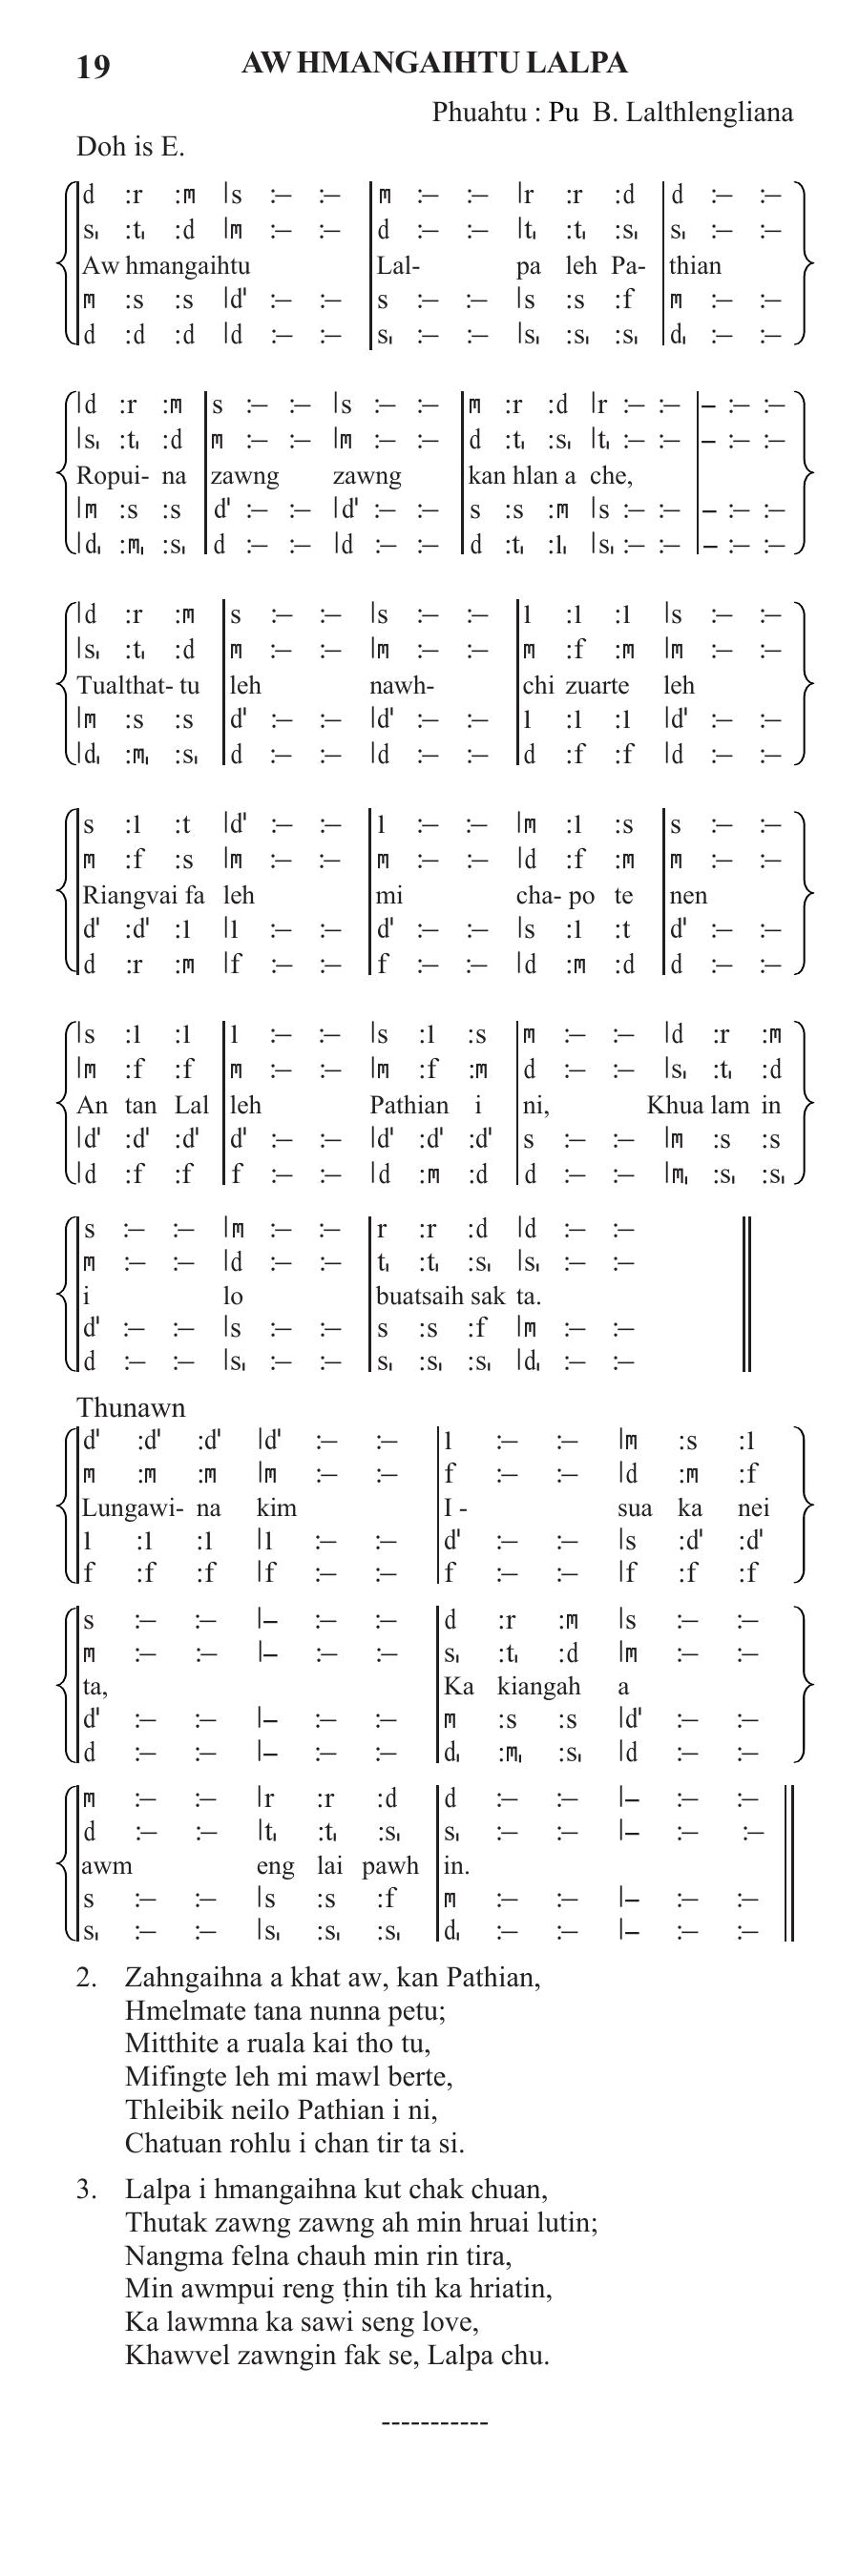 19 AW HMANGAIHTU LALPA
Phuahtu : Pu B. Lalthlengliana
Doh is E.
d :r :m |s :– :– | m :– :– |r :r :d | d :– :–
s, :t, :d |m :– :– | d :– :– |t, :t, :s, | s, :– :–
Aw hmangaihtu Lal- pa leh Pa- thian
m :s :s |d' :– :– | s :– :– |s :s :f | m :– :–
d :d :d |d :– :– | s, :– :– |s, :s, :s, | d, :– :–
|d :r :m | s :– :– |s :– :– | m :r :d |r :– :– | – :– :–
|s, :t, :d | m :– :– |m :– :– | d :t, :s, |t, :– :– | – :– :–
Ropui- na zawng zawng kan hlan a che,
|m :s :s | d' :– :– |d' :– :– | s :s :m |s :– :– | – :– :–
|d, :m, :s, | d :– :– |d :– :– | d :t, :l, |s, :– :– | – :– :–
|d :r :m | s :– :– |s :– :– | l :l :l |s :– :–
|s, :t, :d | m :– :– |m :– :– | m :f :m |m :– :–
Tualthat- tu leh nawh- chi zuarte leh
|m :s :s | d' :– :– |d' :– :– | l :l :l |d' :– :–
|d, :m, :s, | d :– :– |d :– :– | d :f :f |d :– :–
s :l :t |d' :– :– | l :– :– |m :l :s | s :– :–
m :f :s |m :– :– | m :– :– |d :f :m | m :– :–
Riangvai fa leh mi cha- po te nen
d' :d' :l |l :– :– | d' :– :– |s :l :t | d' :– :–
d :r :m |f :– :– | f :– :– |d :m :d | d :– :–
|s :l :l | l :– :– |s :l :s | m :– :– |d :r :m
|m :f :f | m :– :– |m :f :m | d :– :– |s, :t, :d
An tan Lal leh Pathian i ni, Khua lam in
|d' :d' :d' | d' :– :– |d' :d' :d' | s :– :– |m :s :s
|d :f :f | f :– :– |d :m :d | d :– :– |m, :s, :s,
s :– :– |m :– :– | r :r :d |d :– :–
m :– :– |d :– :– | t, :t, :s, |s, :– :–
i lo buatsaih sak ta.
d' :– :– |s :– :– | s :s :f |m :– :–
d :– :– |s, :– :– | s, :s, :s, |d, :– :–
Thunawn
d' :d' :d' |d' :– :– | l :– :– |m :s :l
m :m :m |m :– :– | f :– :– |d :m :f
Lungawi- na kim I - sua ka nei
l :l :l |l :– :– | d' :– :– |s :d' :d'
f :f :f |f :– :– | f :– :– |f :f :f
s :– :– |– :– :– | d :r :m |s :– :–
m :– :– |– :– :– | s, :t, :d |m :– :–
ta, Ka kiangah a
d' :– :– |– :– :– | m :s :s |d' :– :–
d :– :– |– :– :– | d, :m, :s, |d :– :–
m :– :– |r :r :d | d :– :– |– :– :–
d :– :– |t, :t, :s, | s, :– :– |– :– :–
awm eng lai pawh in.
s :– :– |s :s :f | m :– :– |– :– :–
s, :– :– |s, :s, :s, | d, :– :– |– :– :–
2. Zahngaihna a khat aw, kan Pathian,
Hmelmate tana nunna petu;
Mitthite a ruala kai tho tu,
Mifingte leh mi mawl berte,
Thleibik neilo Pathian i ni,
Chatuan rohlu i chan tir ta si.
3. Lalpa i hmangaihna kut chak chuan,
Thutak zawng zawng ah min hruai lutin;
Nangma felna chauh min rin tira,
Min awmpui reng ṭhin tih ka hriatin,
Ka lawmna ka sawi seng love,
Khawvel zawngin fak se, Lalpa chu.
-----------